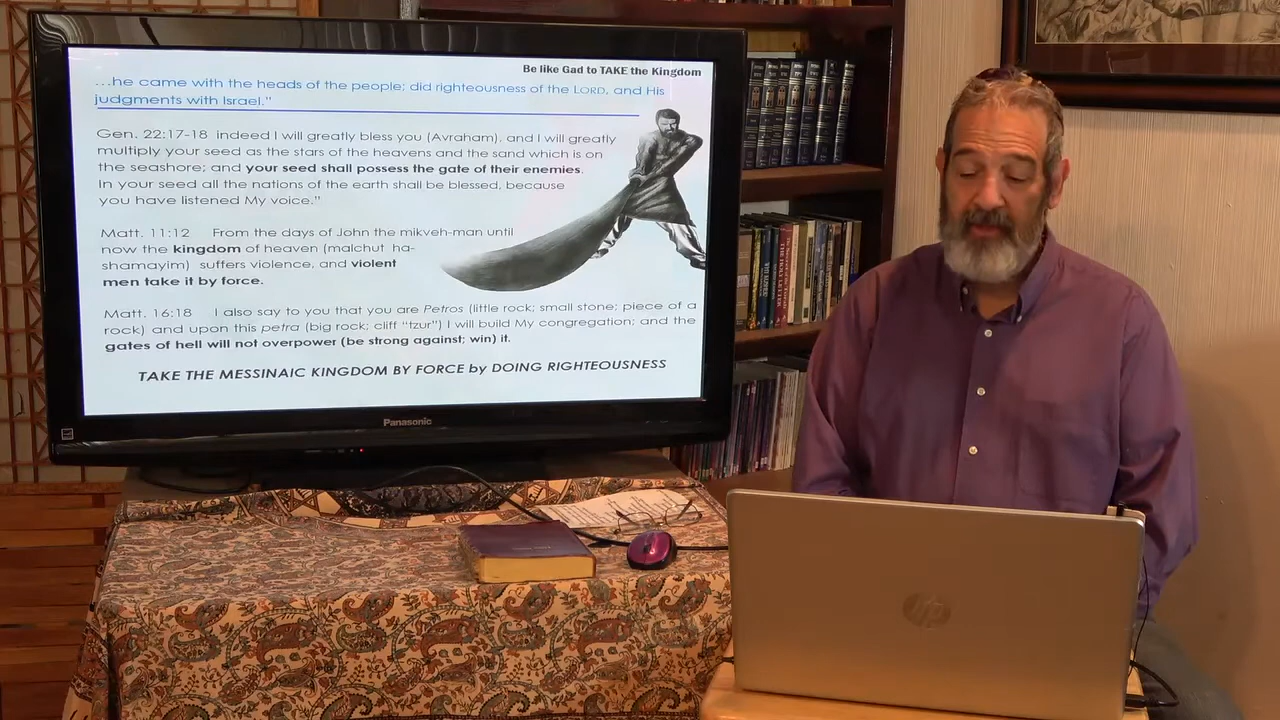 Be like Gad to TAKE the Kingdom
…he came with the heads of the people; did righteousness of the LORD, and His
judgments with Israel."
Gen. 22:17-18 indeed I will greatly bless you (Avraham), and I will greatly
multiply your seed as the stars of the heavens and the sand which is on
the seashore; and your seed shall possess the gate of their enemies.
In your seed all the nations of the earth shall be blessed, because
you have listened My voice."
Matt. 11:12 From the days of John the mikveh-man until
now the kingdom of heaven (malchut ha-
shamayim) suffers violence, and violent
men take it by force.
Matt. 16:18 I also say to you that you are Petros (little rock; small stone; piece of a
rock) and upon this petra (big rock; cliff "tzur") I will build My congregation; and the
gates of hell will not overpower (be strong against; win) it.
TAKE THE MESSINAIC KINGDOM BY FORCE by DOING RIGHTEOUSNESS
Panasonic
hp